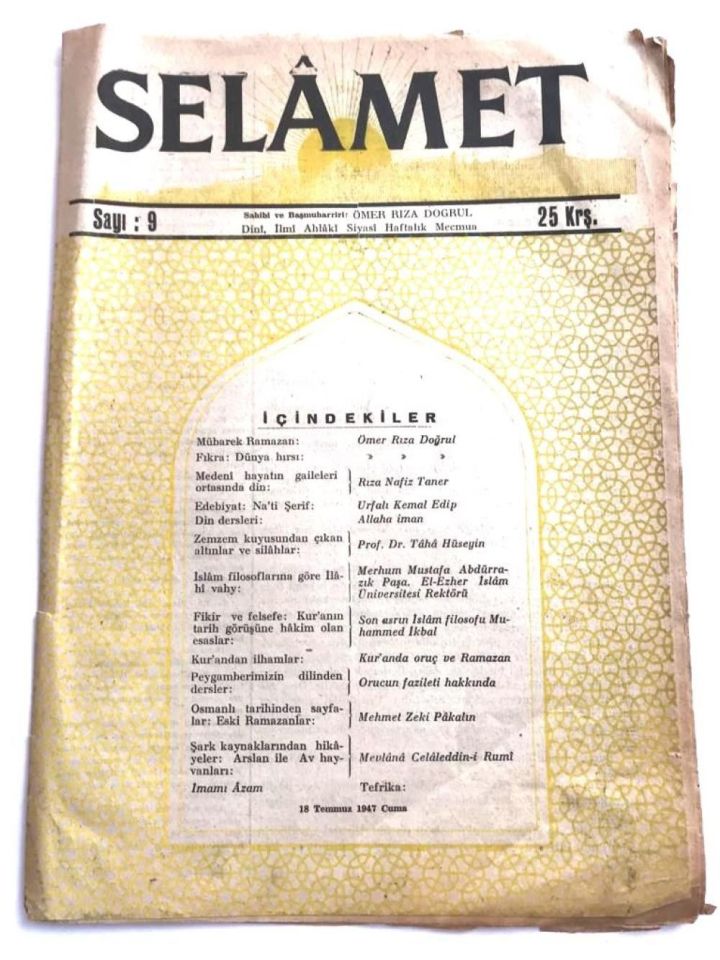 SELÂMET
Sayı : 9
Sahibi ve Başmuharriri: ÖMER RIZA DOGRUL
Dinî, İlmî Ahlâkî Siyasî Haftalık Mecmua
25 Krş.
İÇİNDEKİLER
Mübarek Ramazan: Ömer Rıza Doğrul
Fıkra: Dünya hırsı: » » »
Medenî hayatın gaileleri
ortasında din: Rıza Nafiz Taner
Edebiyat: Na'ti Şerif: Urfalı Kemal Edip
Din dersleri: Allaha iman
Zemzem kuyusundan çıkan
altınlar ve silâhlar: Prof. Dr. Tâhâ Hüseyin
İslâm filosoflarına göre İlâ-
hî vahy:
Merhum Mustafa Abdürra-
zık Paşa. El-Ezher İslâm
Üniversitesi Rektörü
Fikir ve felsefe: Kur'anın
tarih görüşüne hâkim olan
esaslar:
Son asrın İslâm filosofu Mu-
hammed İkbal
Kur'andan ilhamlar: Kur'anda oruç ve Ramazan
Peygamberimizin dilinden
dersler: Orucun fazileti hakkında
Osmanlı tarihinden sayfa-
lar: Eski Ramazanlar: Mehmet Zeki Pâkalın
Şark kaynaklarından hikâ-
yeler: Arslan ile Av hay-
vanları: Mevlânâ Celâleddin-i Rumî
Imamı Âzam Tefrika:
18 Temmuz 1947 Cuma